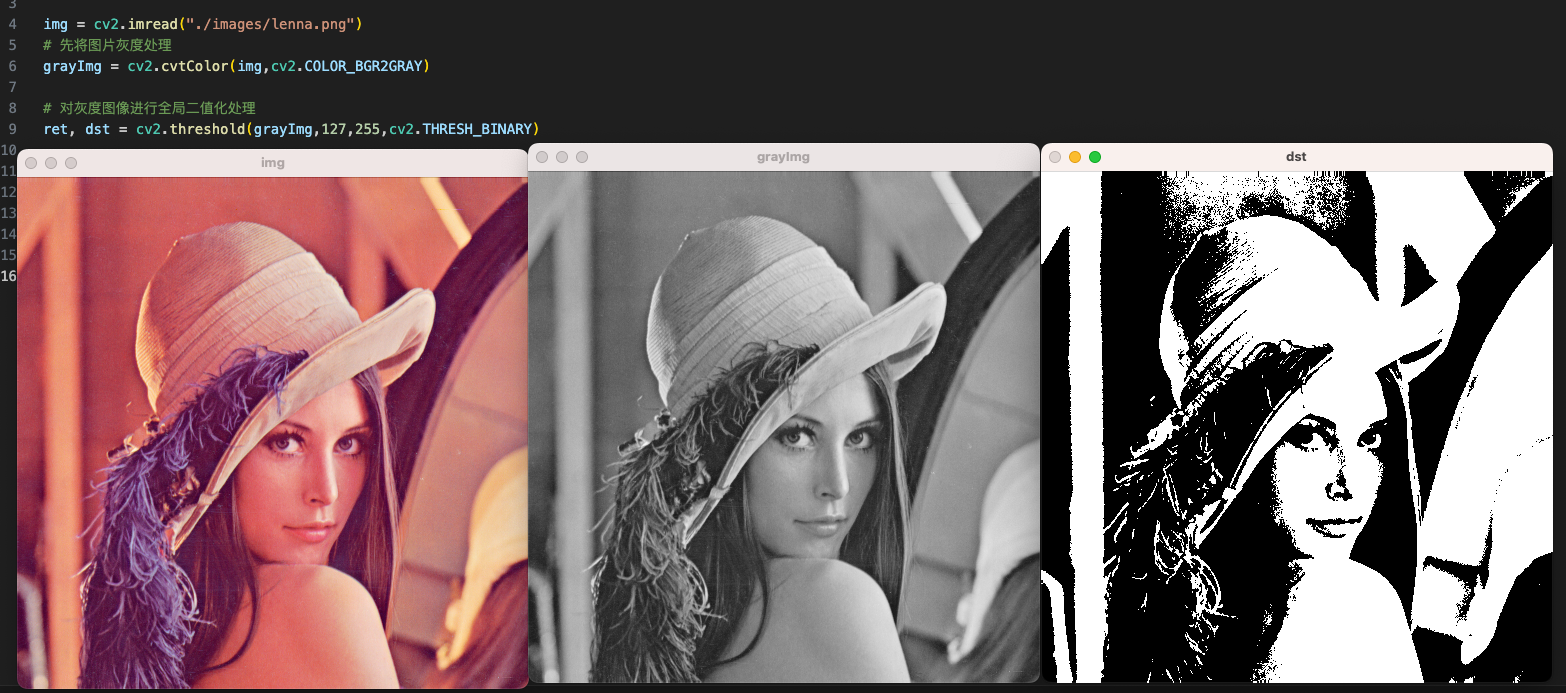 3
4 img = cv2.imread("./images/lenna.png")
5 # 先将图片灰度处理
6 grayImg = cv2.cvtColor(img,cv2.COLOR_BGR2GRAY)
7
8 # 对灰度图像进行全局二值化处理
9 ret, dst = cv2.threshold(grayImg,127,255,cv2.THRESH_BINARY)
10
11
12
13
14
15
16
img
grayImg
dst